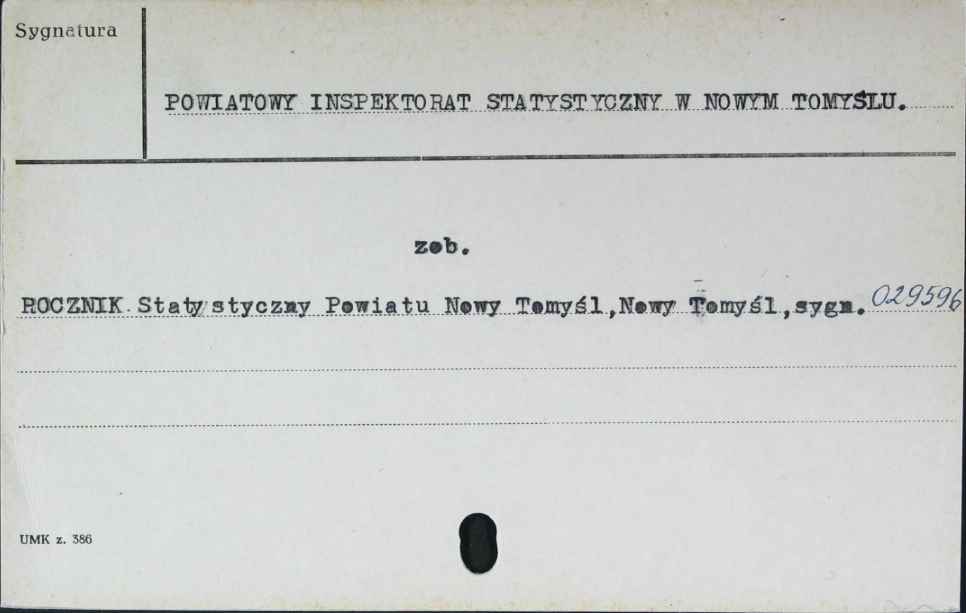 Sygnatura
POWIATOWY INSPEKTORAT STATYSTYCZNY W NOWYM TOMYŚLU.
zob.
ROCZNIK Statystyczny Powiatu Nowy Tomyśl,Nowy Tomyśl,sygn. 029596
UMK z. 386